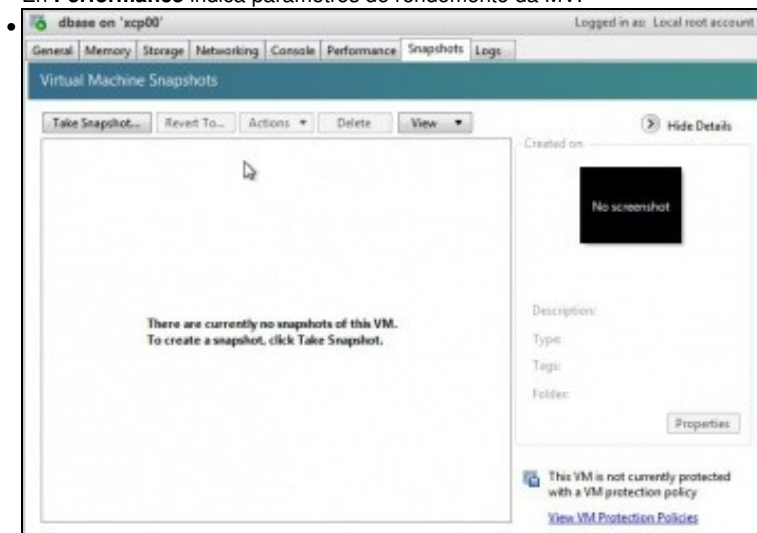 En Performance indica parámetros de rendemento da MV.
dbase on 'xcp00'
Logged in as: Local root account
General Memory Storage Networking Console Performance Snapshots Logs
Virtual Machine Snapshots
Take Snapshot... Revert To... Actions Delete View
Hide Details
Created on
No screenshot
There are currently no snapshots of this VM.
To create a snapshot, click Take Snapshot.
Description:
Type:
Tags:
Folder:
Properties
This VM is not currently protected
with a VM protection policy
View VM Protection Policies